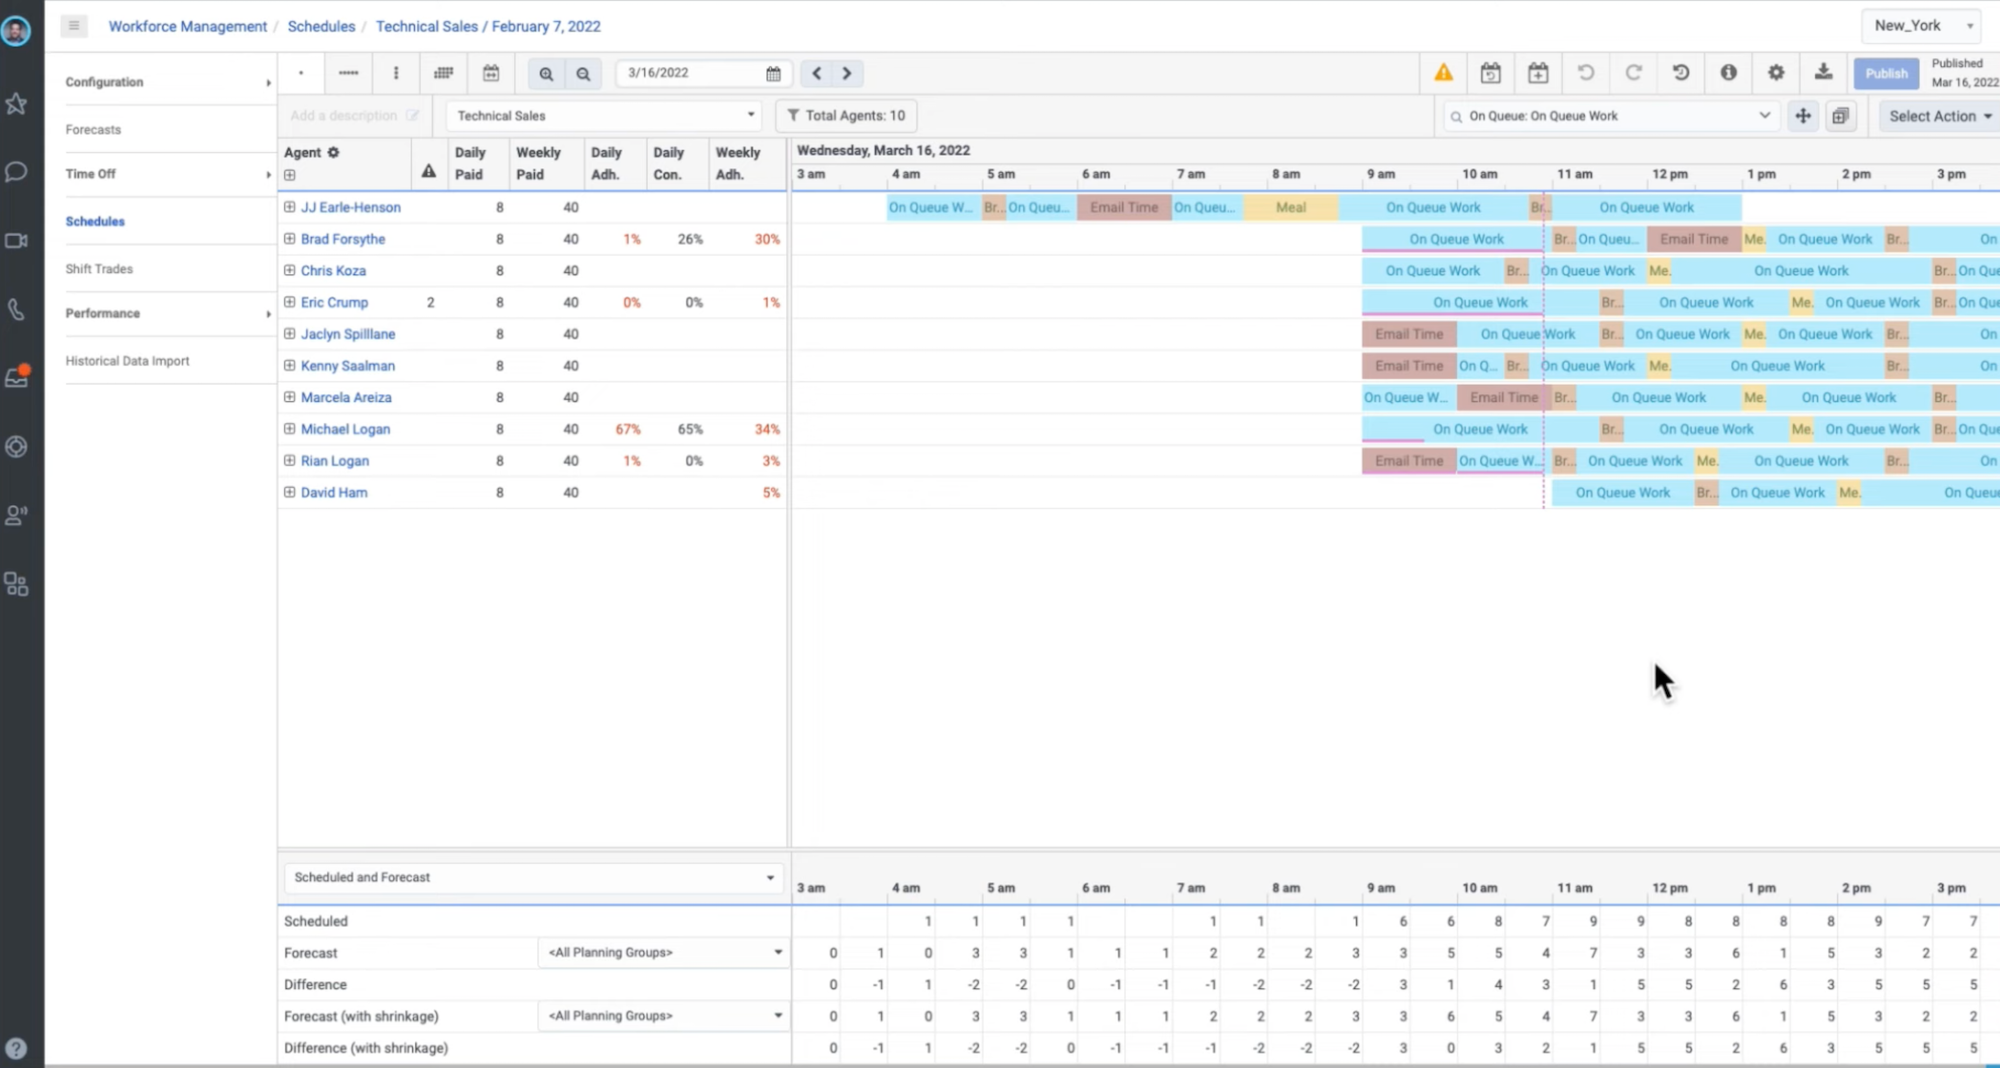 Workforce Management / Schedules / Technical Sales / February 7, 2022
New_York
Configuration
Forecasts
Time Off
Schedules
Shift Trades
Performance
Historical Data Import
3/16/2022
Publish
Published
Mar 16, 2022
Add a description
Technical Sales
Total Agents: 10
On Queue: On Queue Work
Select Action
Agent
Daily Paid
Weekly Paid
Daily Adh.
Daily Con.
Weekly Adh.
Wednesday, March 16, 2022
3 am 4 am 5 am 6 am 7 am 8 am 9 am 10 am 11 am 12 pm 1 pm 2 pm 3 pm
JJ Earle-Henson 8 40 On Queue W... Br... On Queu... Email Time On Queu... Meal On Queue Work Br... On Queue Work
Brad Forsythe 8 40 1% 26% 30% On Queue Work Br... On Queu... Email Time Me. On Queue Work Br... On
Chris Koza 8 40 On Queue Work Br... On Queue Work Me. On Queue Work Br... On Que
Eric Crump 2 8 40 0% 0% 1% On Queue Work Br... On Queue Work Me. On Queue Work Br... On Que
Jaclyn Spilllane 8 40 Email Time On Queue Work Br... On Queue Work Me. On Queue Work Br... On
Kenny Saalman 8 40 Email Time On Q... Br... On Queue Work Me. On Queue Work Br... On
Marcela Areiza 8 40 On Queue W... Email Time Br... On Queue Work Me. On Queue Work Br...
Michael Logan 8 40 67% 65% 34% On Queue Work Br... On Queue Work Me. On Queue Work Br... On Que
Rian Logan 8 40 1% 0% 3% Email Time On Queue W... Br... On Queue Work Me. On Queue Work Br... On
David Ham 8 40 5% On Queue Work Br... On Queue Work Me. On Queue
Scheduled and Forecast
3 am 4 am 5 am 6 am 7 am 8 am 9 am 10 am 11 am 12 pm 1 pm 2 pm 3 pm
Scheduled 1 1 1 1 1 1 1 6 6 8 7 9 9 8 8 8 8 9 7 7
Forecast <All Planning Groups> 0 1 0 3 3 1 1 1 2 2 2 3 3 5 5 4 7 3 3 6 1 5 3 2 2
Difference 0 -1 1 -2 -2 0 -1 -1 -1 -2 -2 -2 3 1 4 3 1 5 5 2 6 3 5 5 5
Forecast (with shrinkage) <All Planning Groups> 0 1 0 3 3 1 1 1 2 2 2 3 3 6 5 4 7 3 3 6 1 5 3 2 2
Difference (with shrinkage) 0 -1 1 -2 -2 0 -1 -1 -1 -2 -2 -2 3 0 3 2 1 5 5 2 6 3 5 5 5